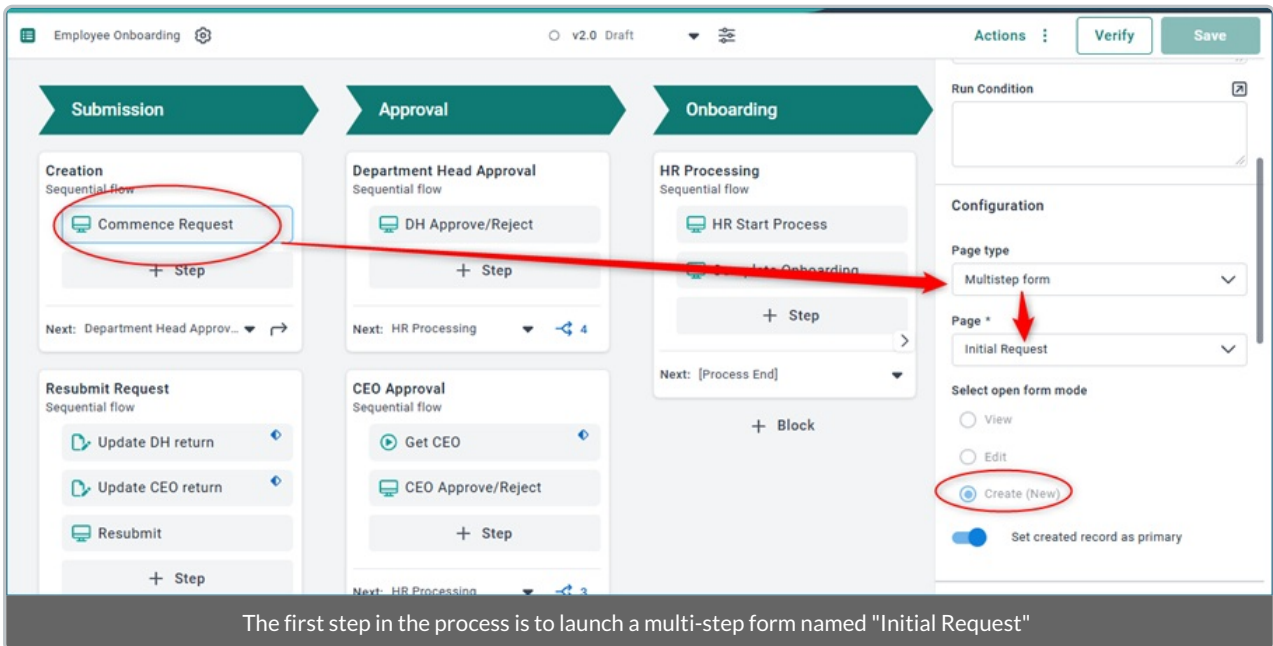 Employee Onboarding
v2.0 Draft
Actions
Verify
Save
Submission
Approval
Onboarding
Creation
Sequential flow
Commence Request
+ Step
Next: Department Head Approv...
Resubmit Request
Sequential flow
Update DH return
Update CEO return
Resubmit
+ Step
Department Head Approval
Sequential flow
DH Approve/Reject
+ Step
Next: HR Processing
4
CEO Approval
Sequential flow
Get CEO
CEO Approve/Reject
+ Step
Next: HR Processing
3
HR Processing
Sequential flow
HR Start Process
Complete Onboarding
+ Step
Next: [Process End]
+ Block
Run Condition
Configuration
Page type
Multistep form
Page *
Initial Request
Select open form mode
View
Edit
Create (New)
Set created record as primary
The first step in the process is to launch a multi-step form named "Initial Request"